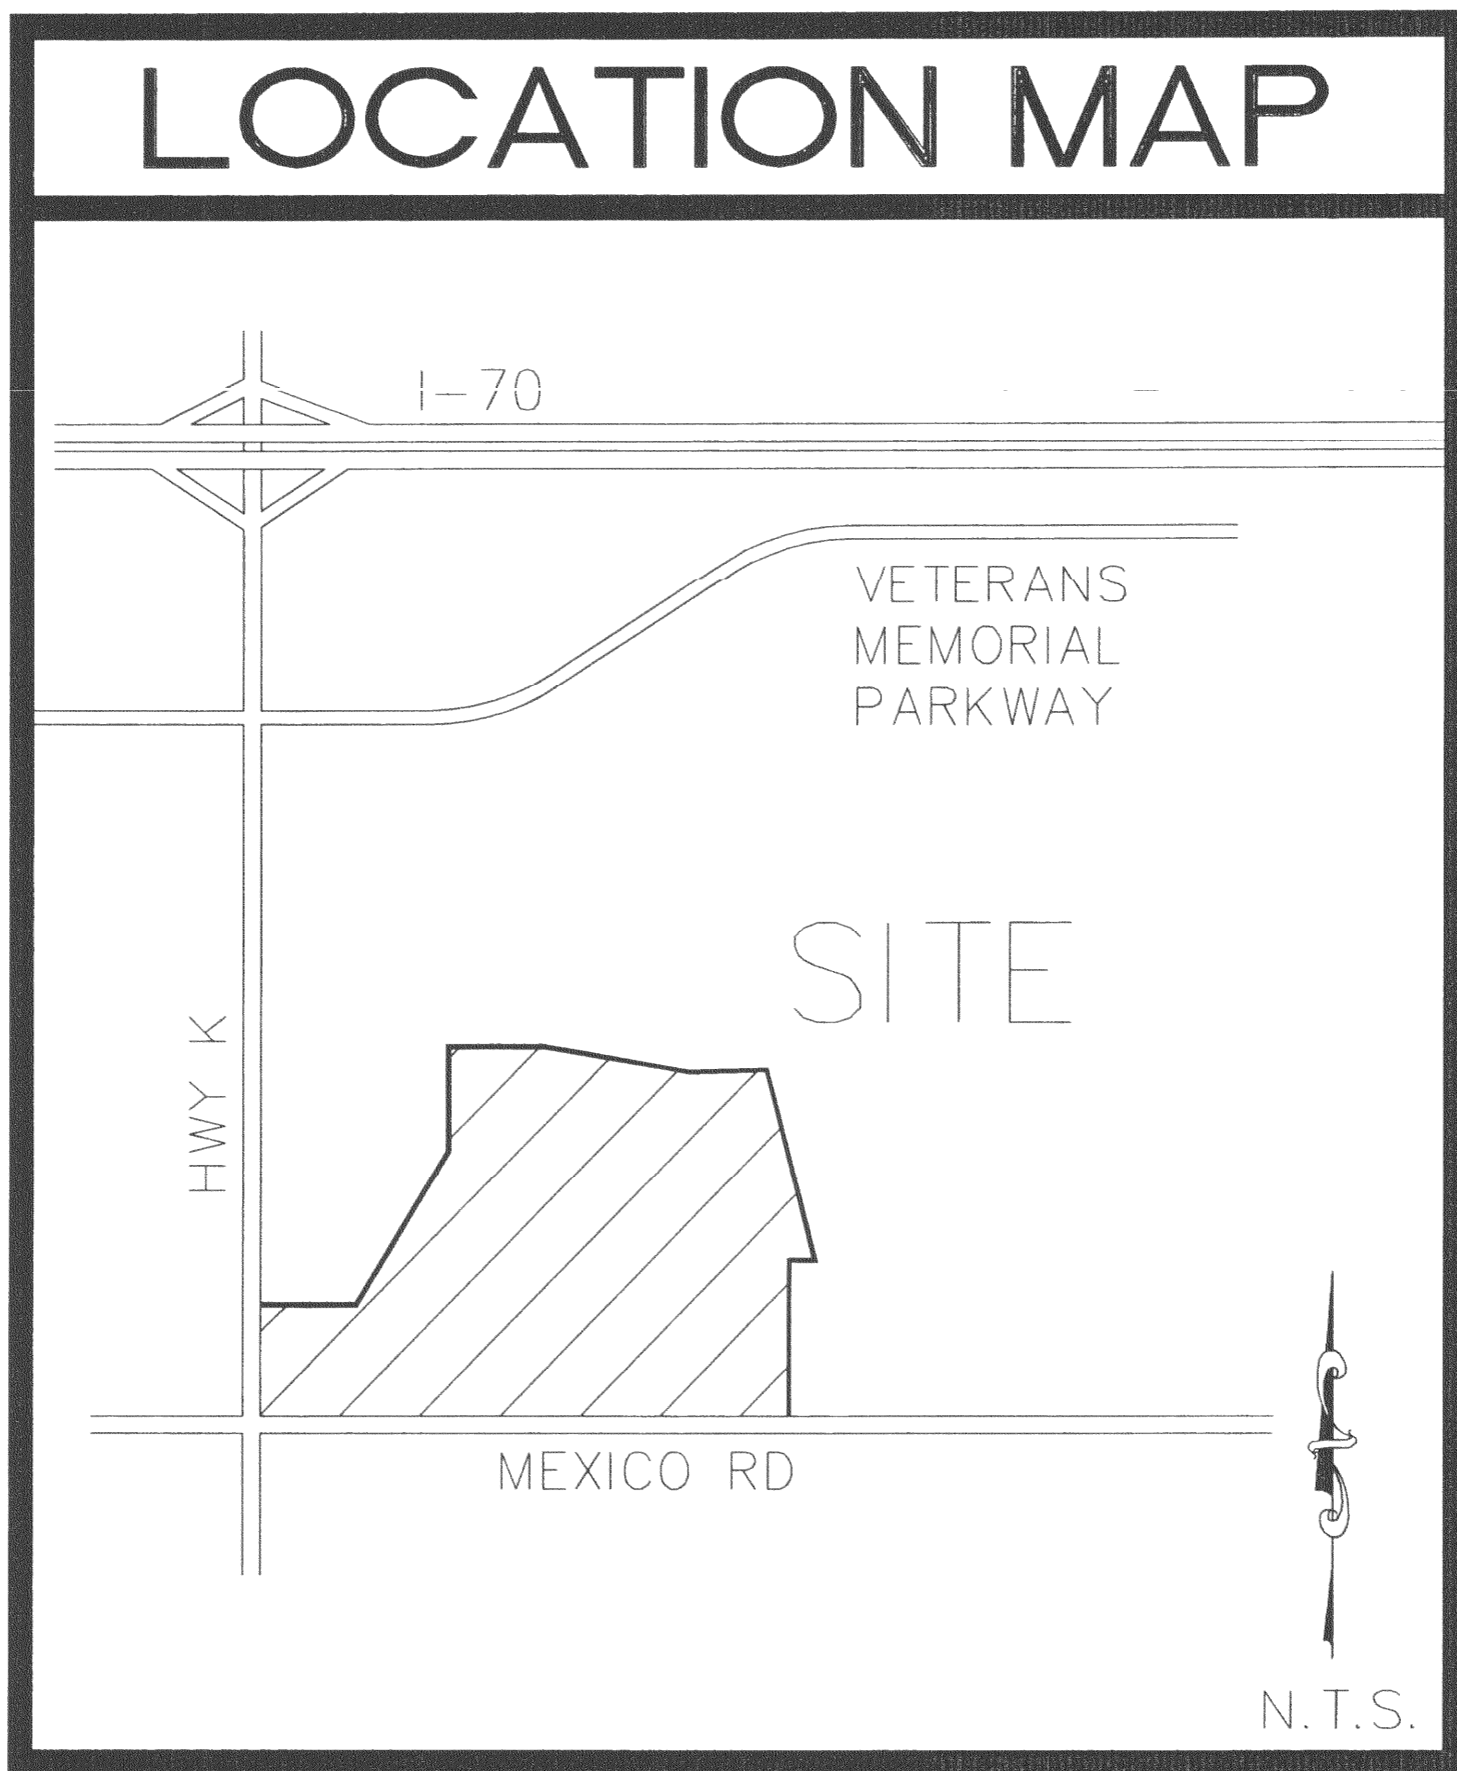 LOCATION MAP
I-70
VETERANS
MEMORIAL
PARKWAY
SITE
HWY K
MEXICO RD
N.T.S.